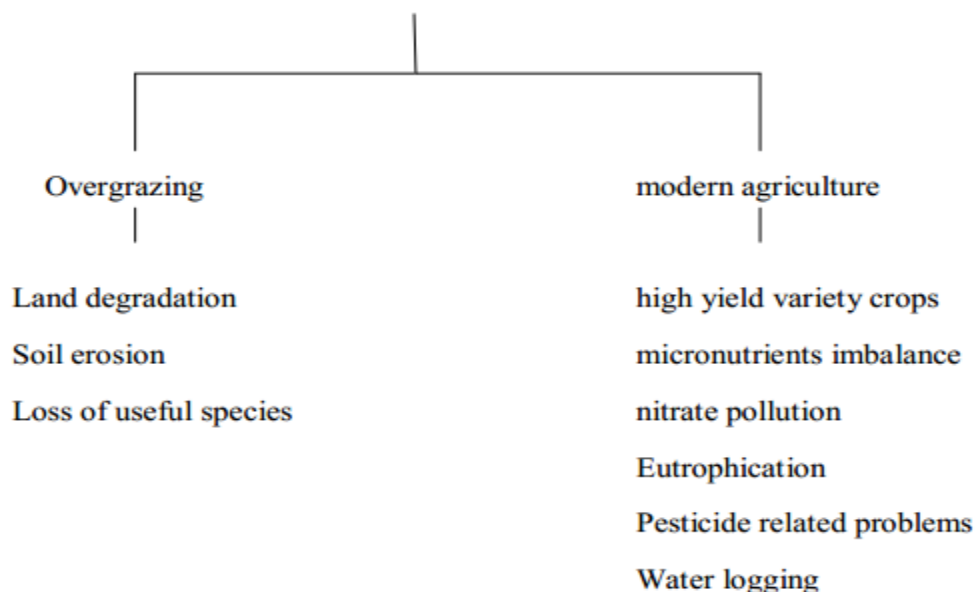 Overgrazing
modern agriculture
Land degradation
high yield variety crops
Soil erosion
micronutrients imbalance
Loss of useful species
nitrate pollution
Eutrophication
Pesticide related problems
Water logging